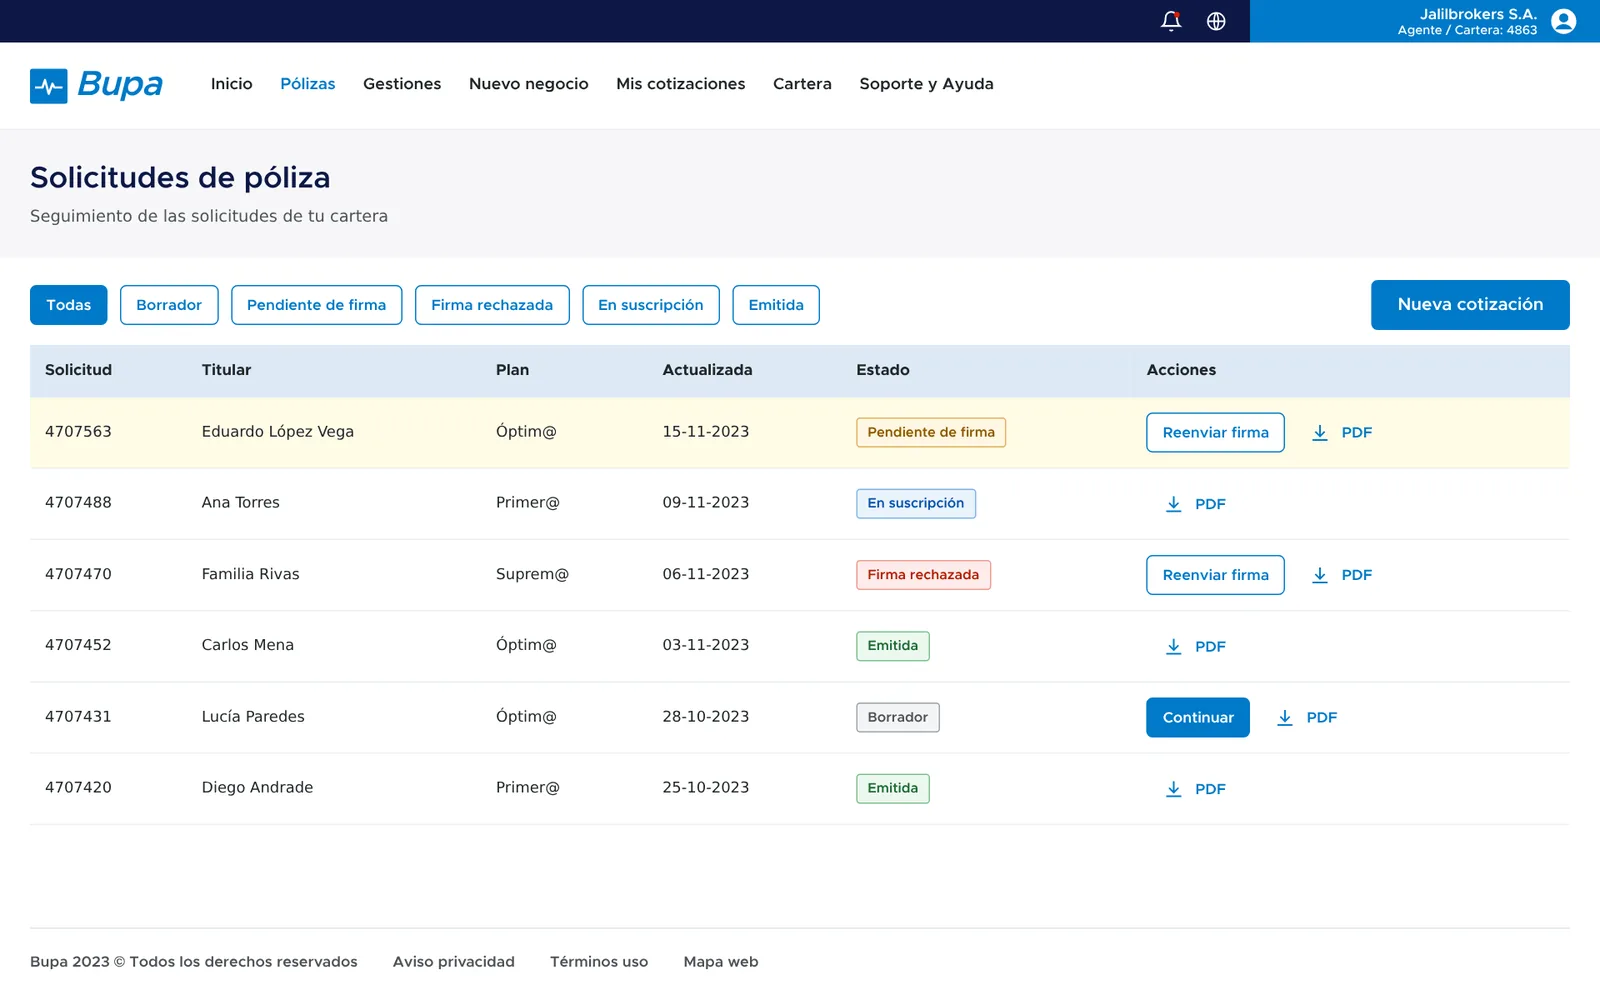 Jalilbrokers S.A.
Agente / Cartera: 4863
Bupa Inicio Pólizas Gestiones Nuevo negocio Mis cotizaciones Cartera Soporte y Ayuda
Solicitudes de póliza
Seguimiento de las solicitudes de tu cartera
Todas Borrador Pendiente de firma Firma rechazada En suscripción Emitida Nueva cotización
Solicitud Titular Plan Actualizada Estado Acciones
4707563 Eduardo López Vega Óptim@ 15-11-2023 Pendiente de firma Reenviar firma PDF
4707488 Ana Torres Primer@ 09-11-2023 En suscripción PDF
4707470 Familia Rivas Suprem@ 06-11-2023 Firma rechazada Reenviar firma PDF
4707452 Carlos Mena Óptim@ 03-11-2023 Emitida PDF
4707431 Lucía Paredes Óptim@ 28-10-2023 Borrador Continuar PDF
4707420 Diego Andrade Primer@ 25-10-2023 Emitida PDF
Bupa 2023 © Todos los derechos reservados Aviso privacidad Términos uso Mapa web